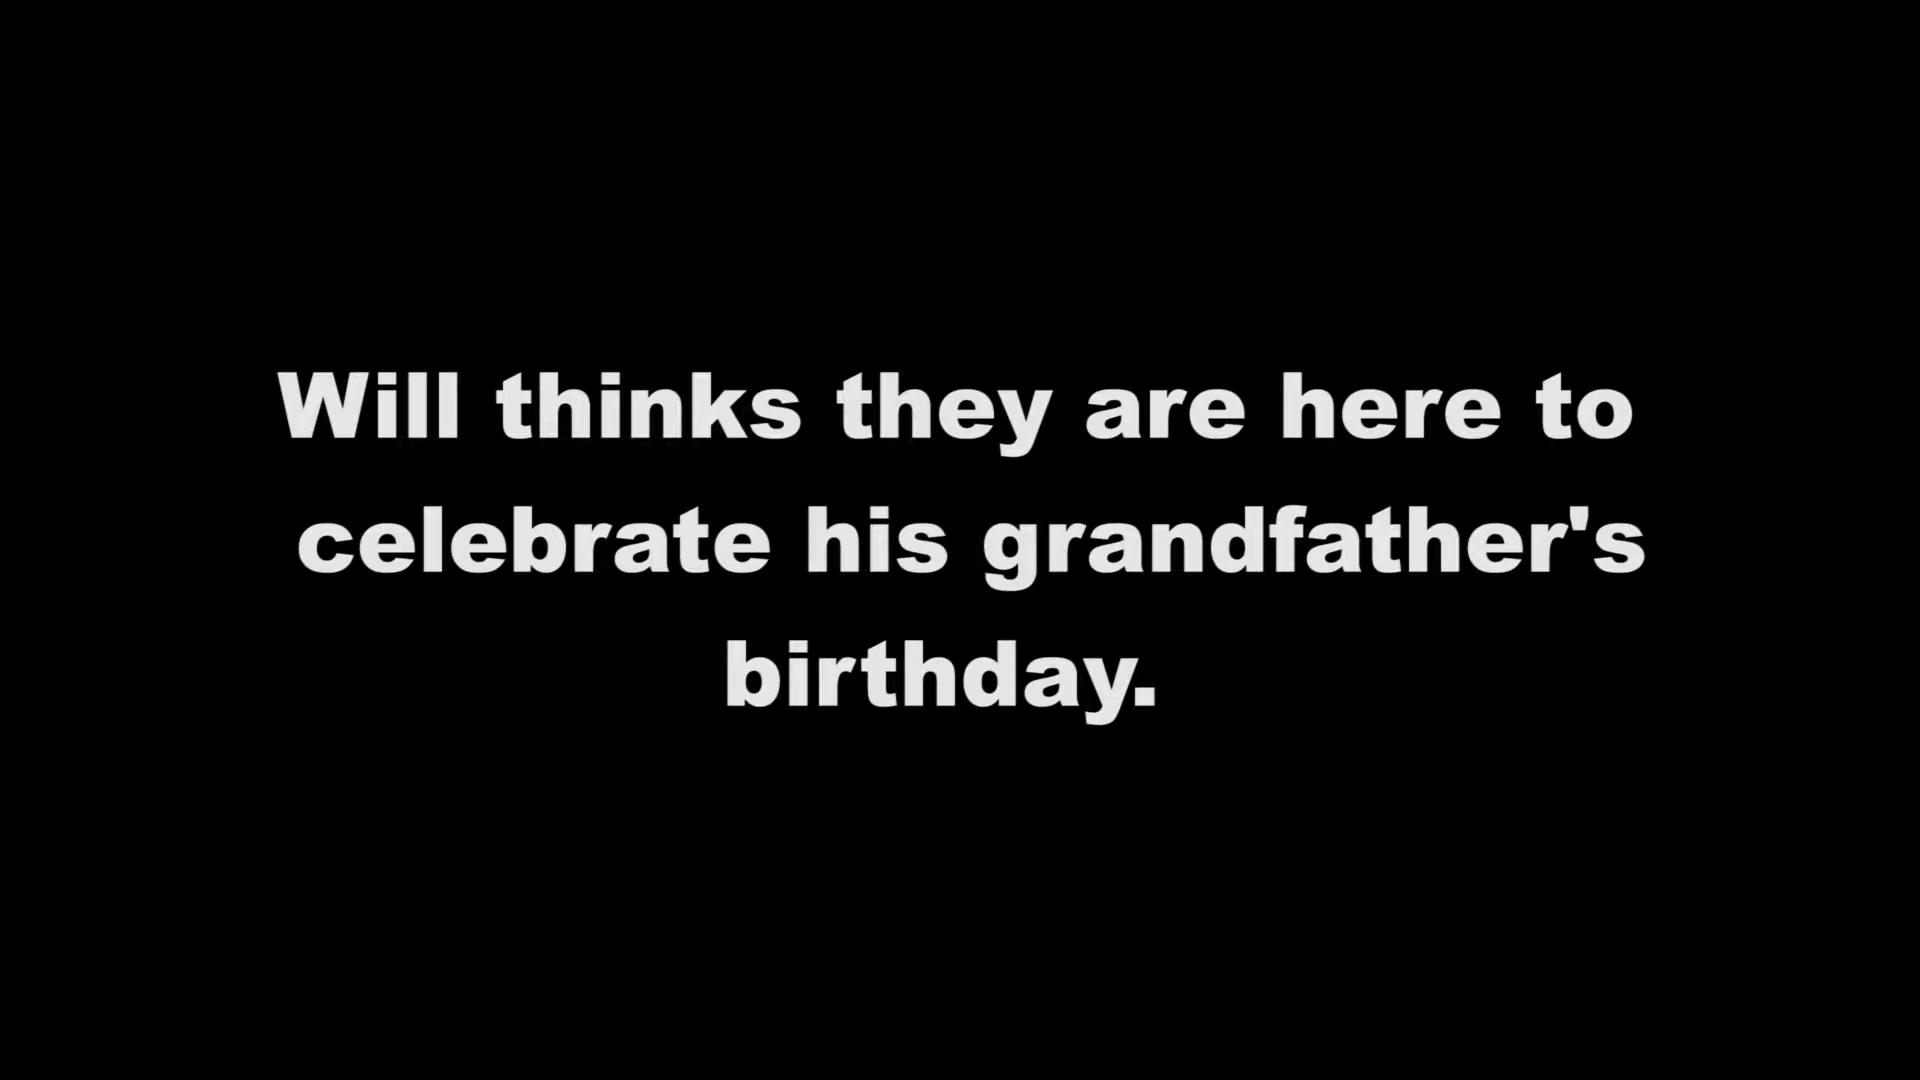 Will thinks they are here to
celebrate his grandfather's
birthday.